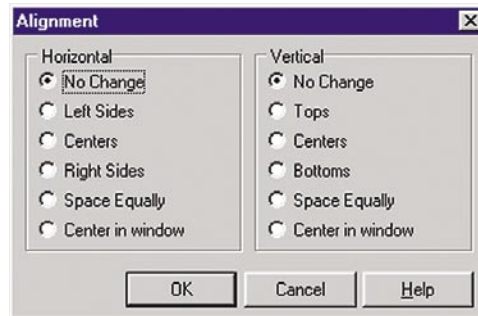 Alignment
Horizontal
No Change
Left Sides
Centers
Right Sides
Space Equally
Center in window
Vertical
No Change
Tops
Centers
Bottoms
Space Equally
Center in window
OK
Cancel
Help